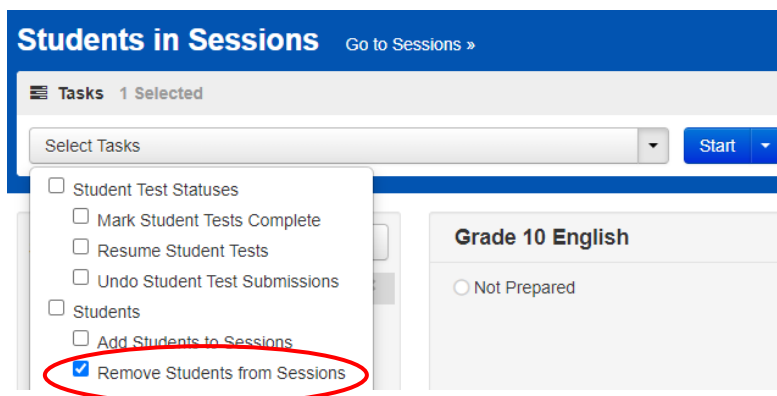 Students in Sessions Go to Sessions »
Tasks 1 Selected
Select Tasks Start
Student Test Statuses
Mark Student Tests Complete
Resume Student Tests
Undo Student Test Submissions
Students
Add Students to Sessions
Remove Students from Sessions
Grade 10 English
Not Prepared